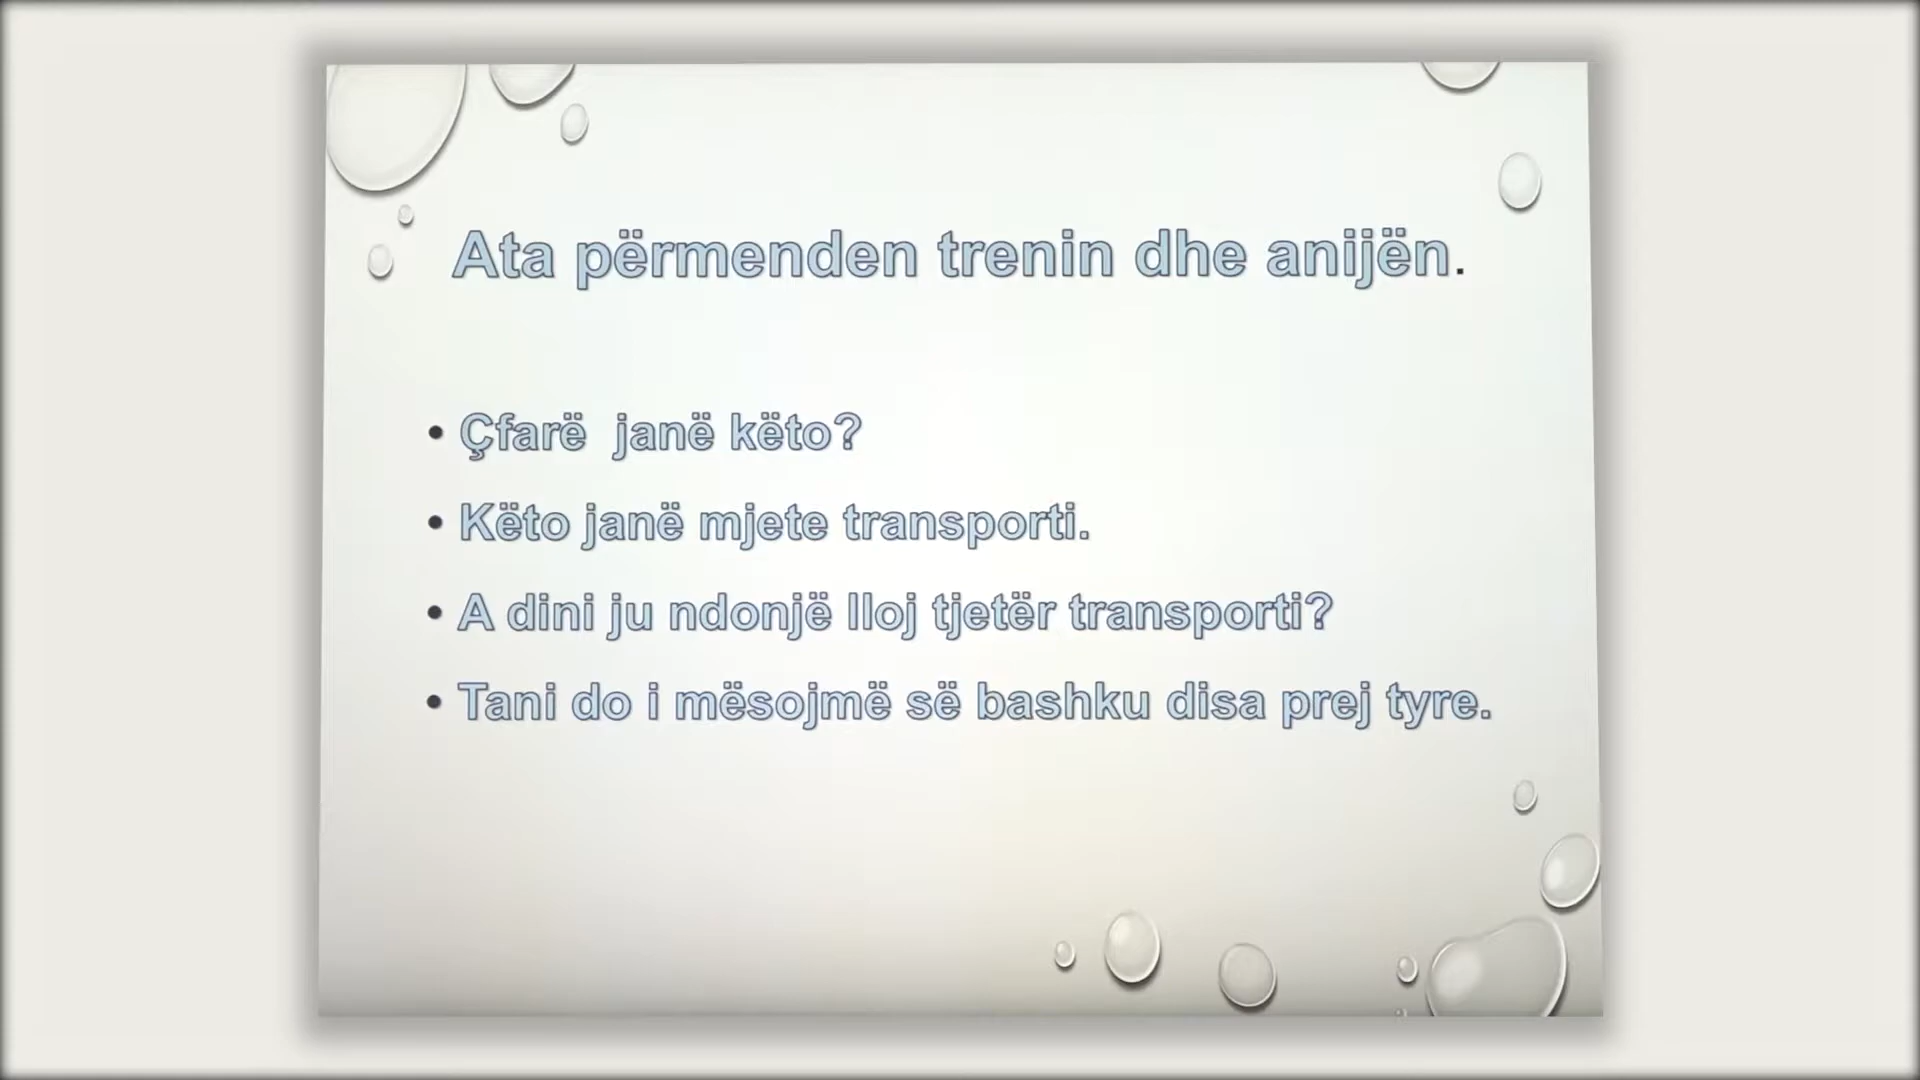 Ata përmenden trenin dhe anijën.
• Çfarë janë këto?
• Këto janë mjete transporti.
• A dini ju ndonjë lloj tjetër transporti?
• Tani do i mësojmë së bashku disa prej tyre.